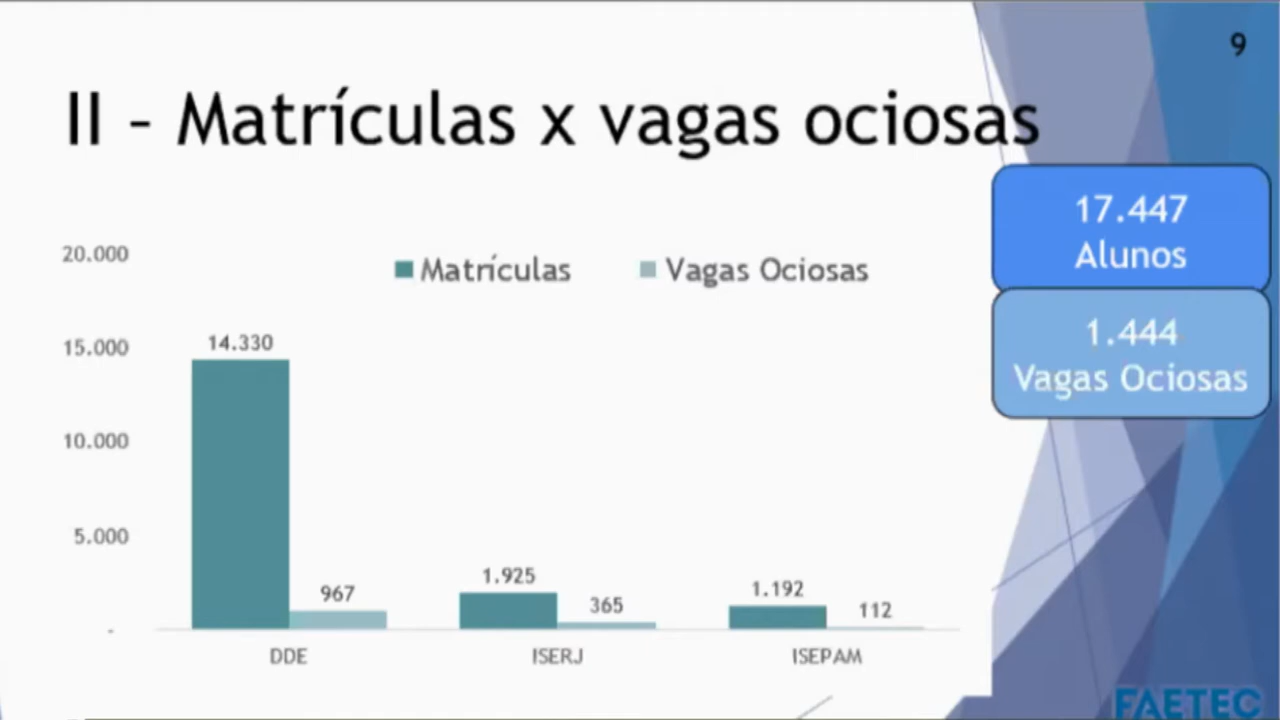 9
II - Matrículas x vagas ociosas
17.447
Alunos
1.444
Vagas Ociosas
Matrículas
Vagas Ociosas
20.000
15.000
10.000
5.000
-
14.330
967
1.925
365
1.192
112
DDE
ISERJ
ISEPAM
FAETEC